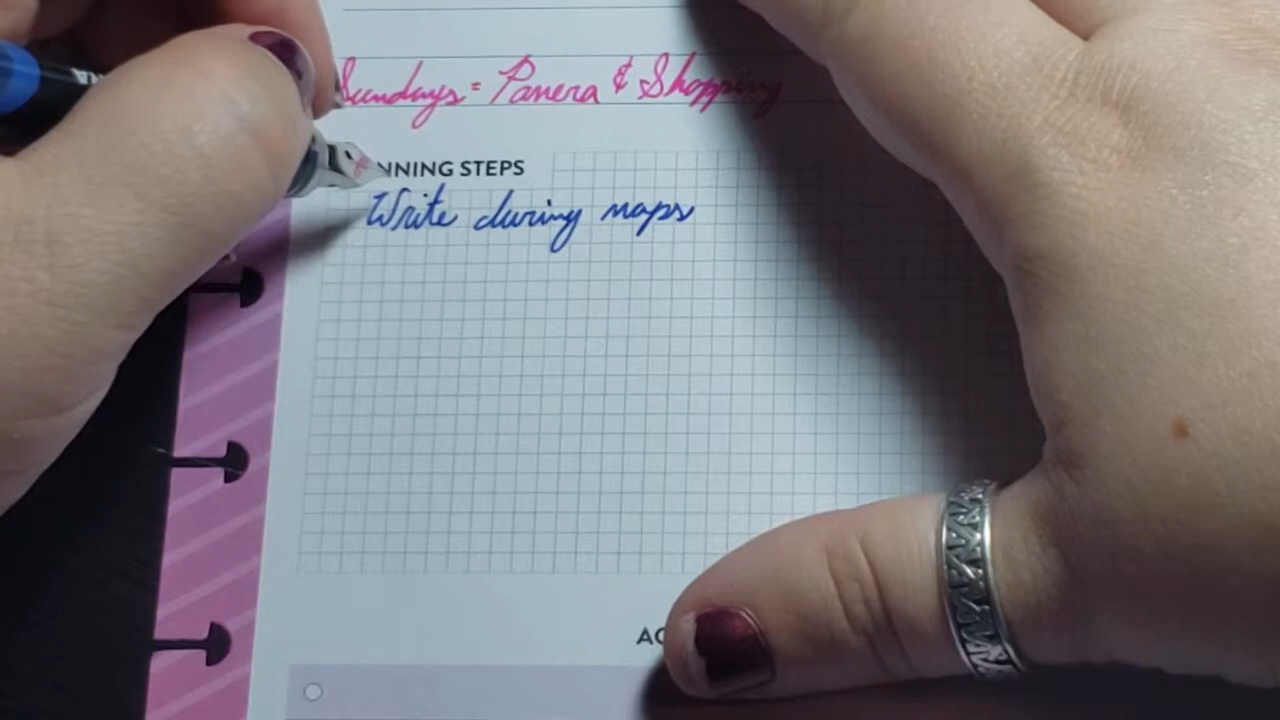 Sundays = Panera & Shopping
NNING STEPS
Write during naps